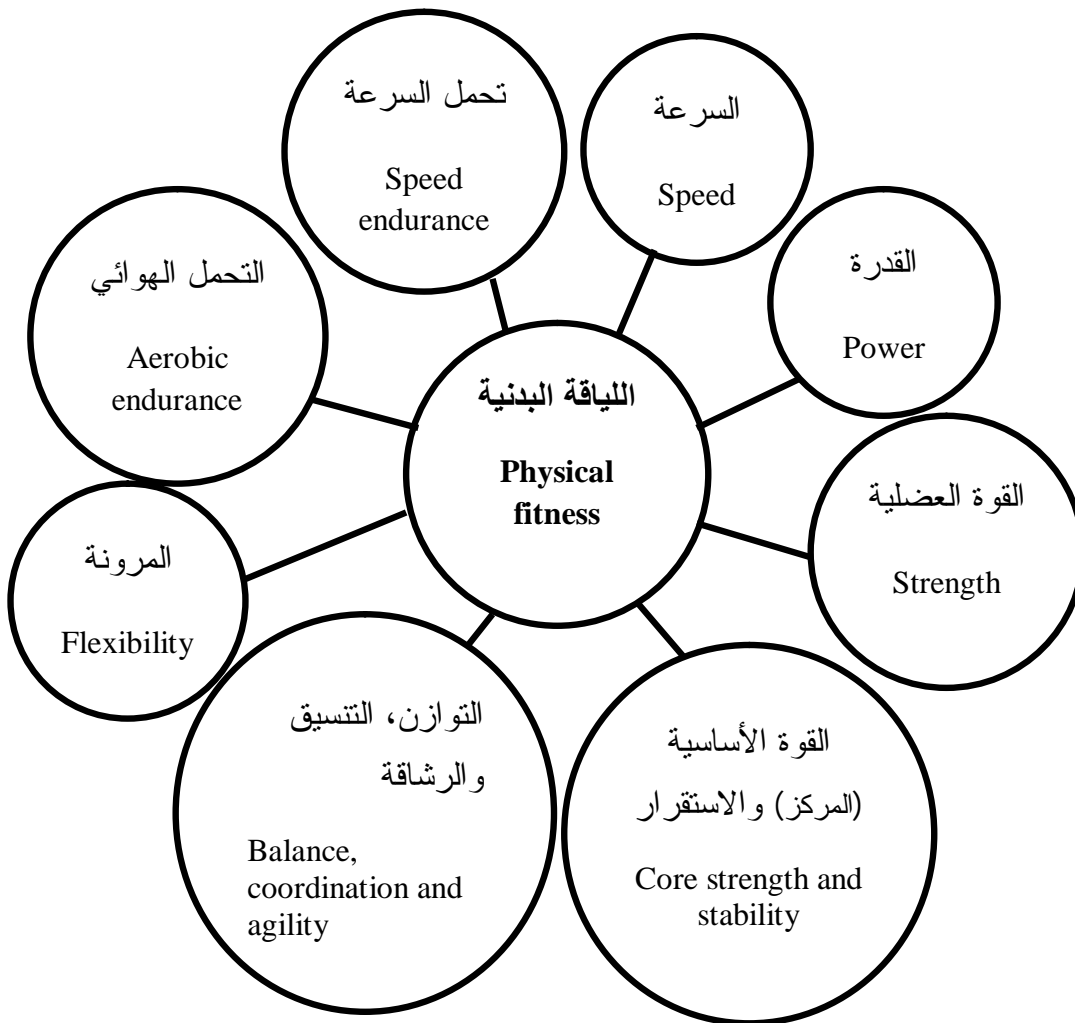 تحمل السرعة
Speed
endurance
السرعة
Speed
القدرة
Power
التحمل الهوائي
Aerobic
endurance
اللياقة البدنية
Physical
fitness
القوة العضلية
Strength
المرونة
Flexibility
التوازن، التنسيق
والرشاقة
Balance,
coordination and
agility
القوة الأساسية
(المركز) والاستقرار
Core strength and
stability